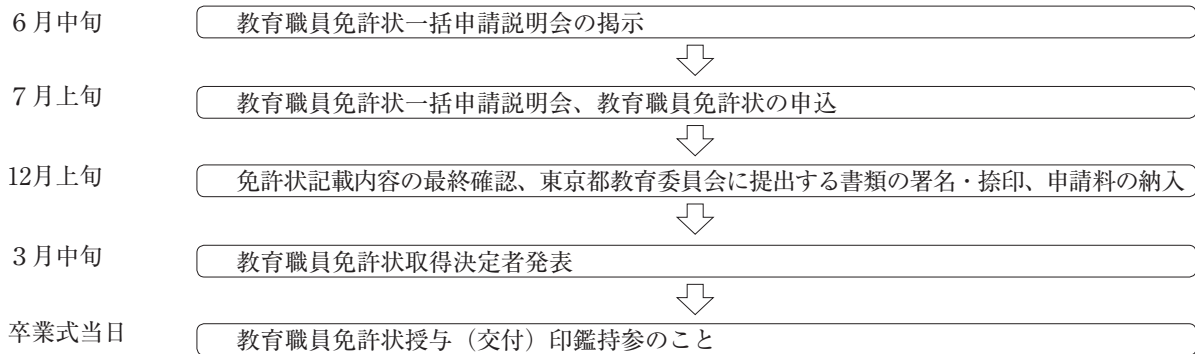 ６月中旬 教育職員免許状一括申請説明会の掲示
７月上旬 教育職員免許状一括申請説明会、教育職員免許状の申込
12月上旬 免許状記載内容の最終確認、東京都教育委員会に提出する書類の署名・捺印、申請料の納入
３月中旬 教育職員免許状取得決定者発表
卒業式当日 教育職員免許状授与（交付）印鑑持参のこと